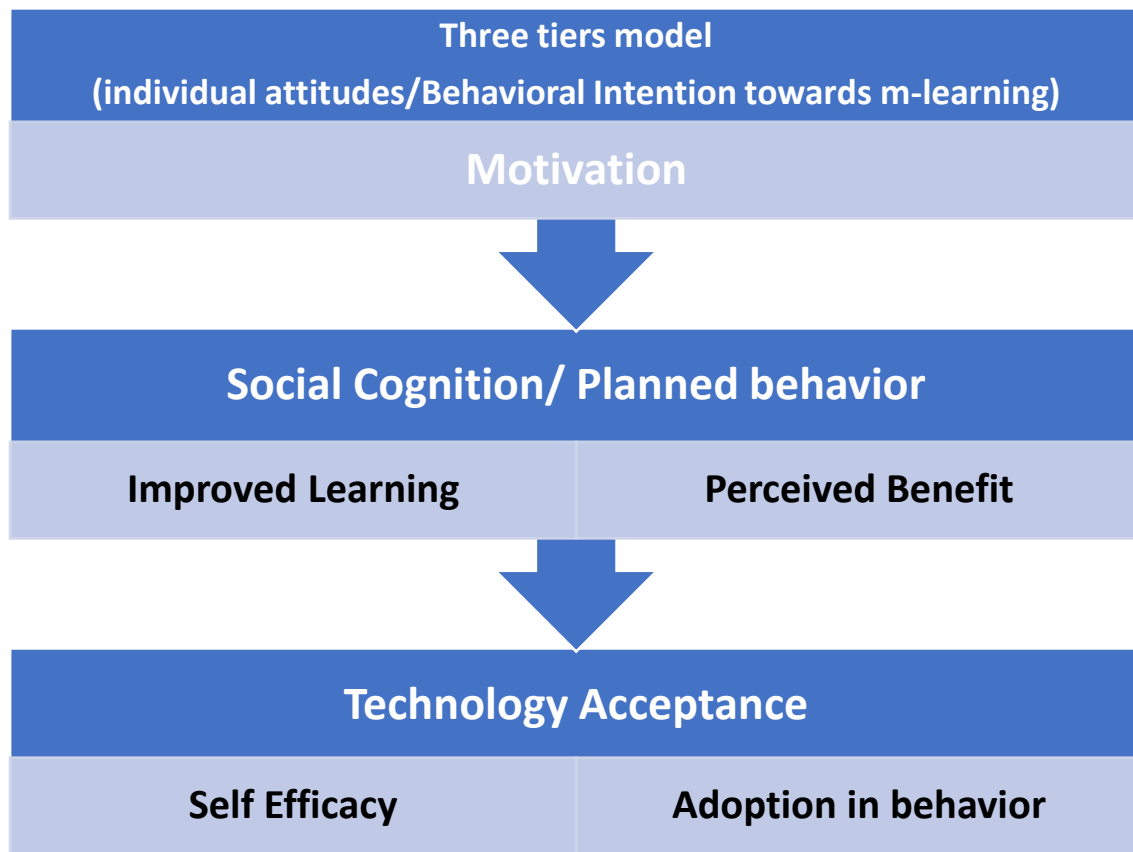 Three tiers model
(individual attitudes/Behavioral Intention towards m-learning)
Motivation
Social Cognition/ Planned behavior
Improved Learning
Perceived Benefit
Technology Acceptance
Self Efficacy
Adoption in behavior